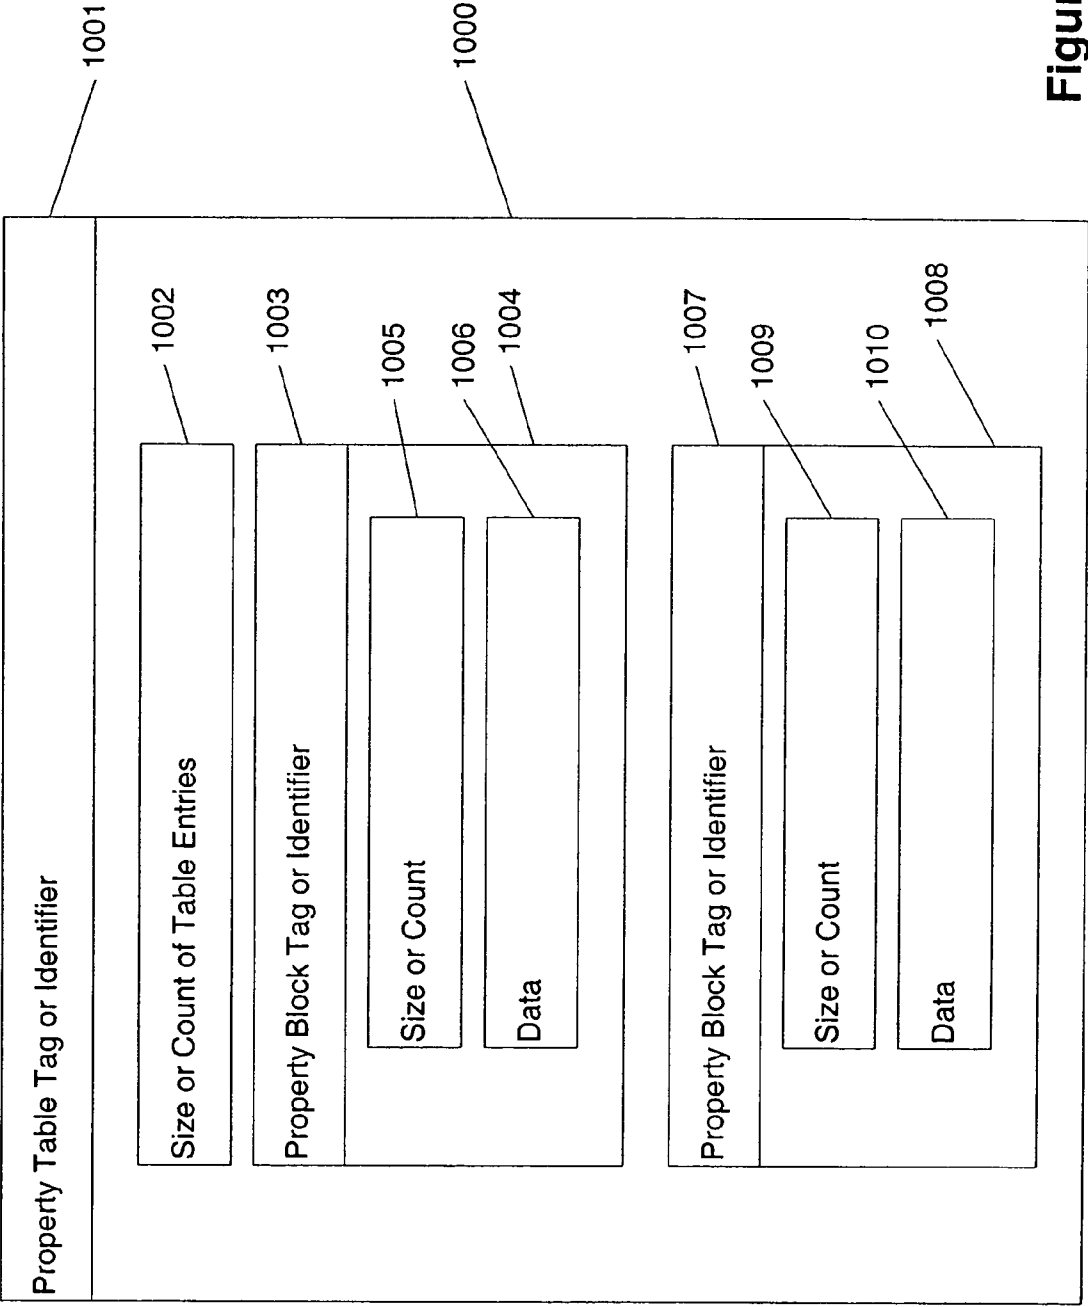 Property Table Tag or Identifier
1001
Size or Count of Table Entries
1002
Property Block Tag or Identifier
1003
Size or Count
1005
Data
1006
1004
1000
Property Block Tag or Identifier
1007
Size or Count
1009
Data
1010
1008